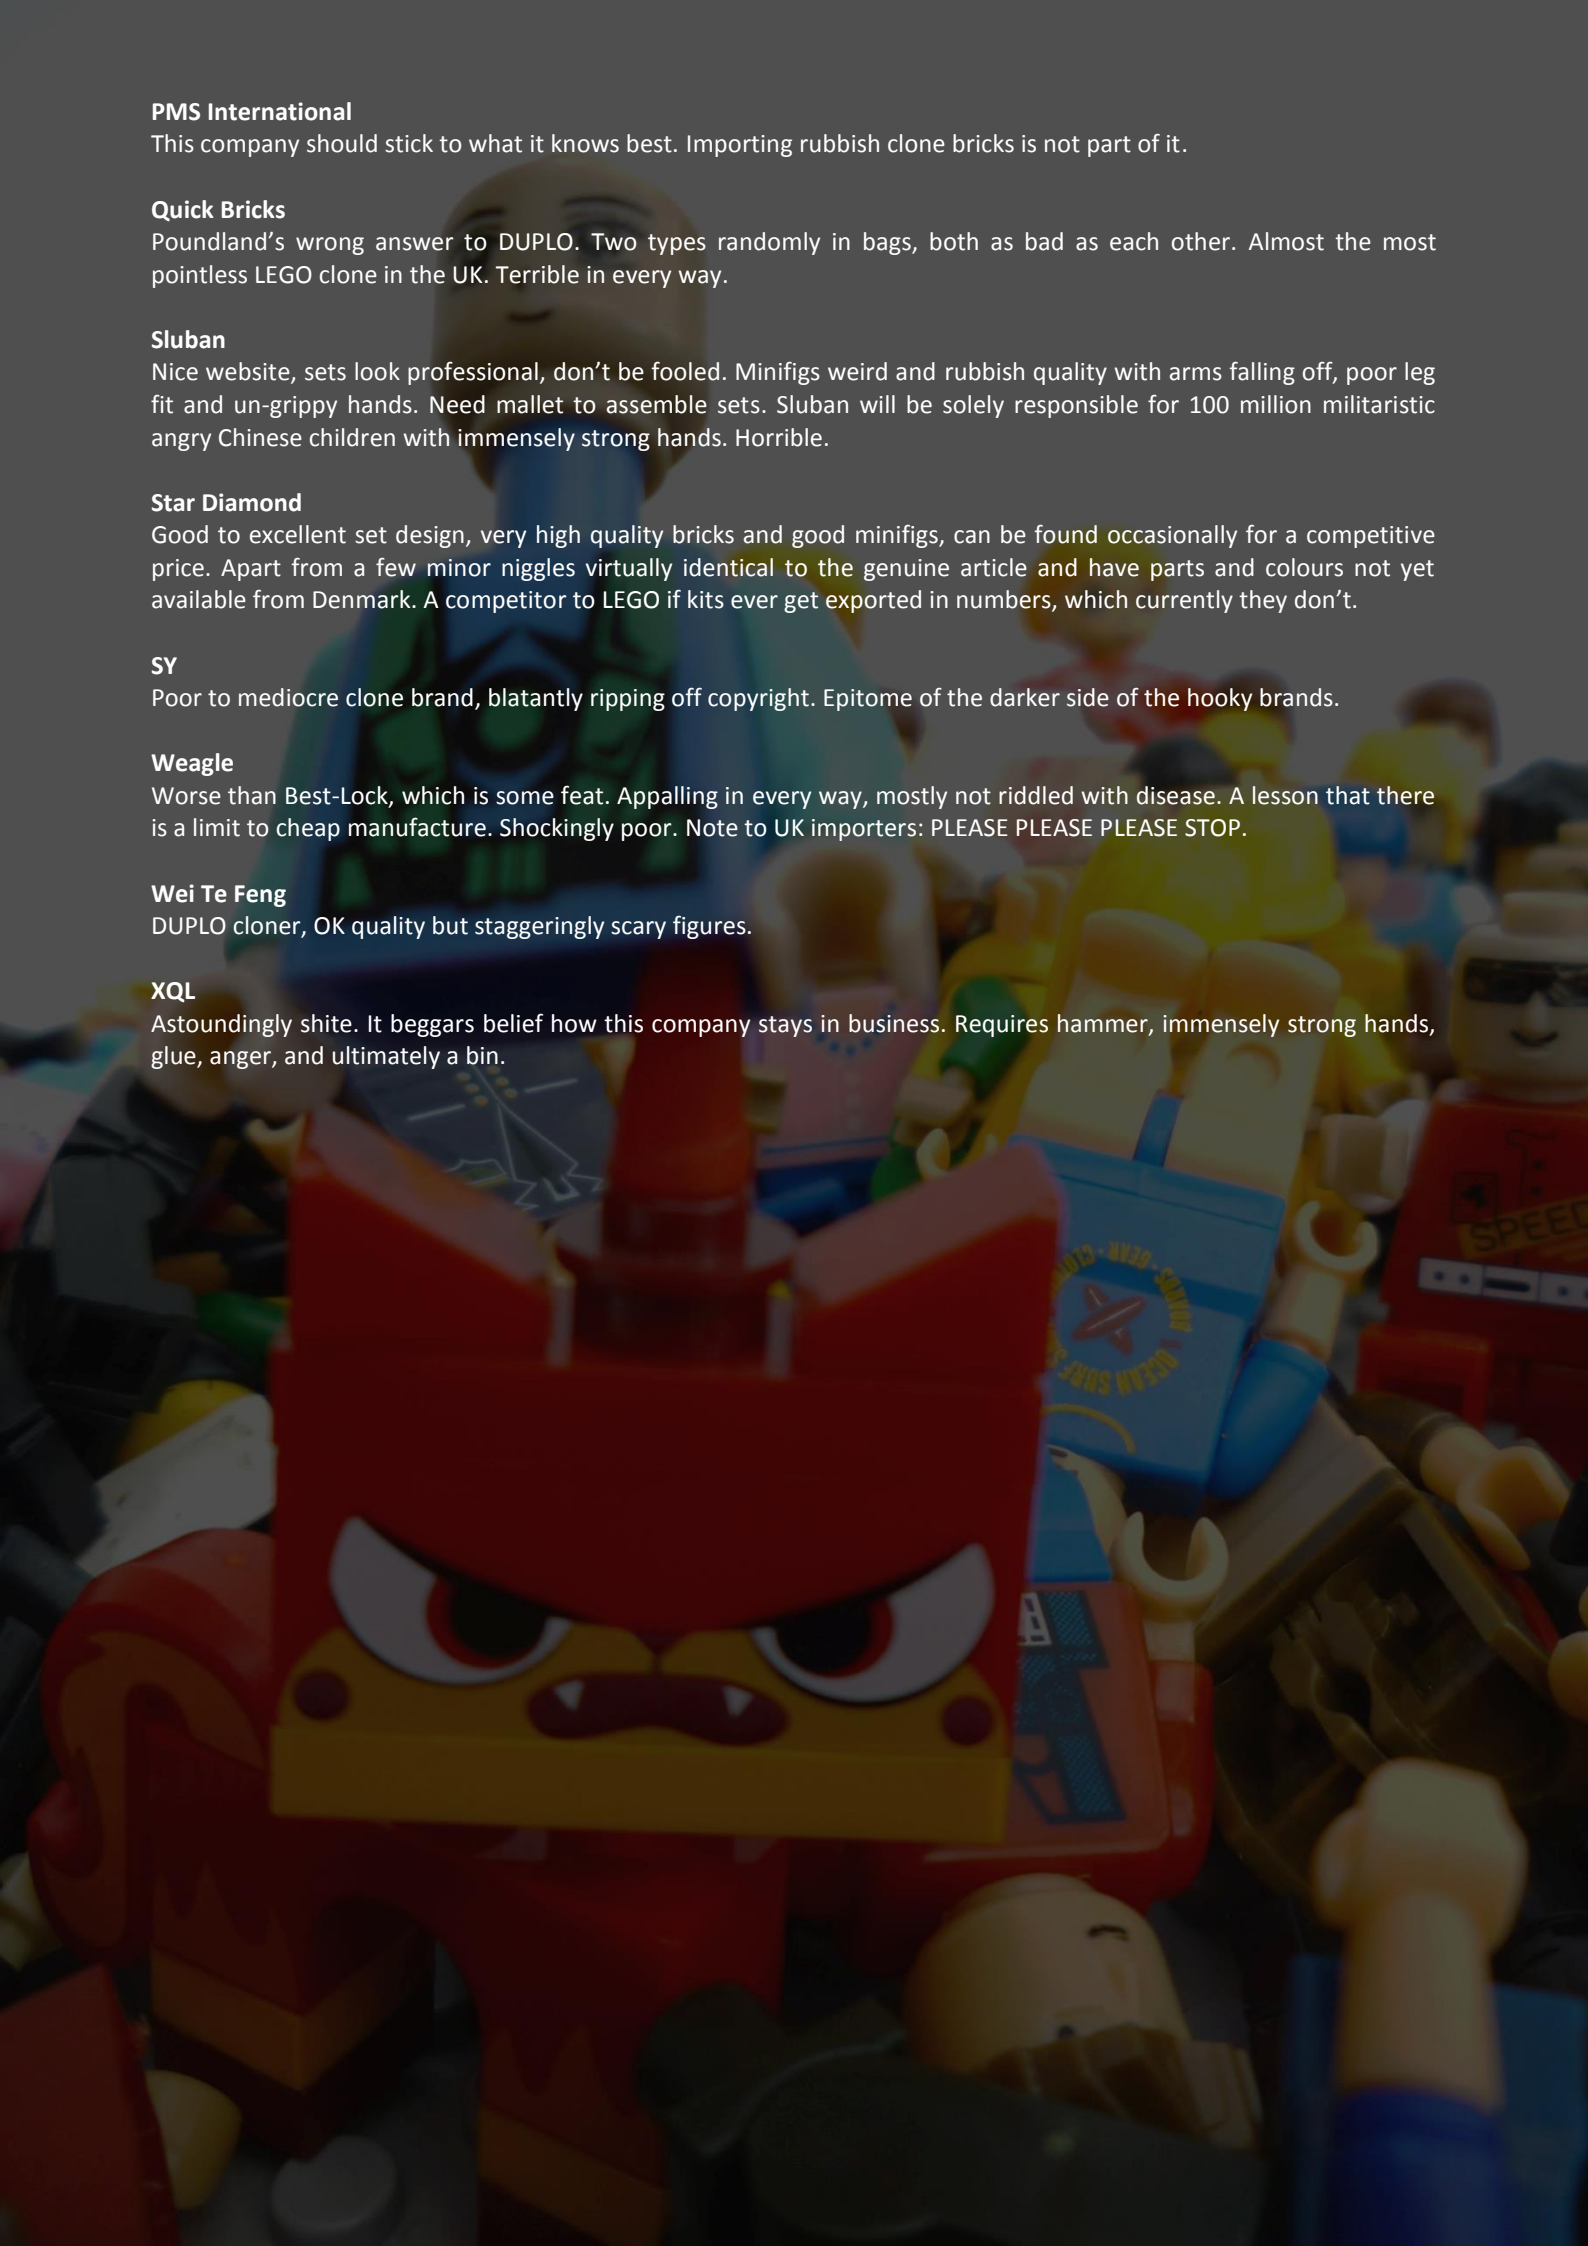 PMS International
This company should stick to what it knows best. Importing rubbish clone bricks is not part of it.
Quick Bricks
Poundland’s wrong answer to DUPLO. Two types randomly in bags, both as bad as each other. Almost the most
pointless LEGO clone in the UK. Terrible in every way.
Sluban
Nice website, sets look professional, don’t be fooled. Minifigs weird and rubbish quality with arms falling off, poor leg
fit and un-grippy hands. Need mallet to assemble sets. Sluban will be solely responsible for 100 million militaristic
angry Chinese children with immensely strong hands. Horrible.
Star Diamond
Good to excellent set design, very high quality bricks and good minifigs, can be found occasionally for a competitive
price. Apart from a few minor niggles virtually identical to the genuine article and have parts and colours not yet
available from Denmark. A competitor to LEGO if kits ever get exported in numbers, which currently they don’t.
SY
Poor to mediocre clone brand, blatantly ripping off copyright. Epitome of the darker side of the hooky brands.
Weagle
Worse than Best-Lock, which is some feat. Appalling in every way, mostly not riddled with disease. A lesson that there
is a limit to cheap manufacture. Shockingly poor. Note to UK importers: PLEASE PLEASE PLEASE STOP.
Wei Te Feng
DUPLO cloner, OK quality but staggeringly scary figures.
XQL
Astoundingly shite. It beggars belief how this company stays in business. Requires hammer, immensely strong hands,
glue, anger, and ultimately a bin.
SPEED
OCEAN SURF